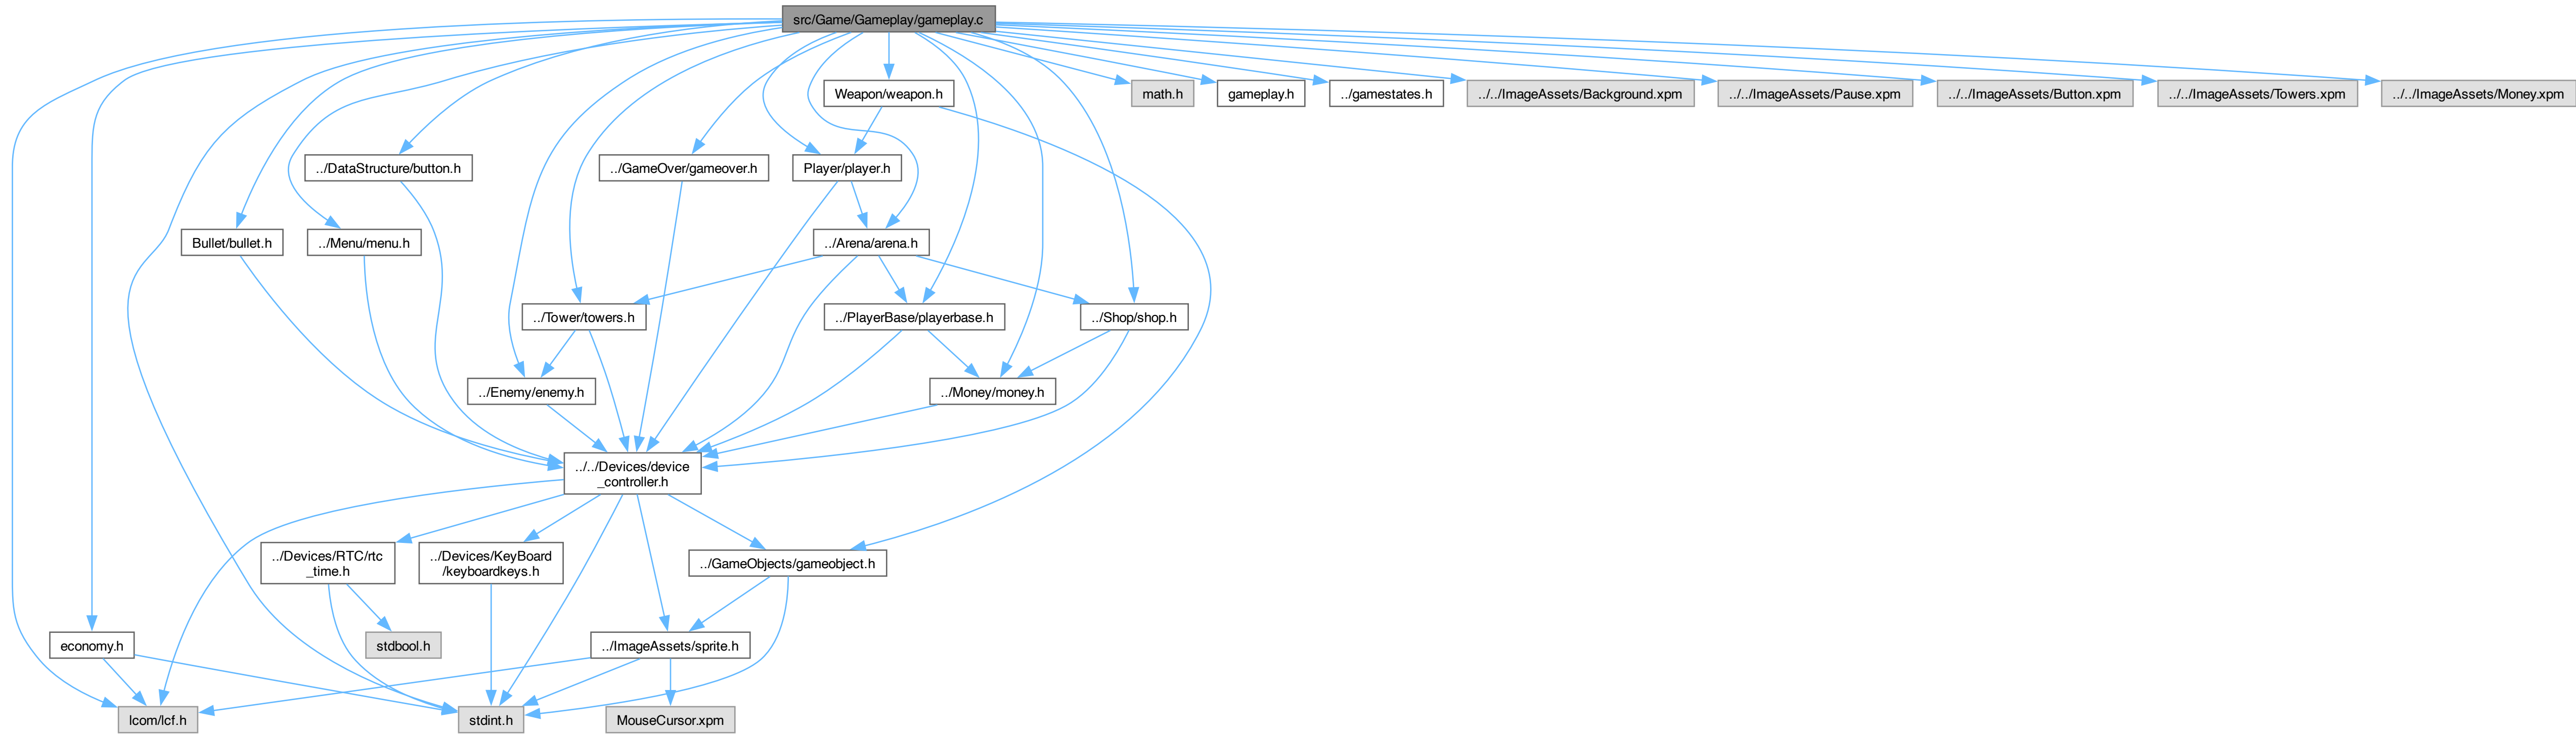 src/Game/Gameplay/gameplay.c
Weapon/weapon.h
math.h
gameplay.h
../gamestates.h
../../ImageAssets/Background.xpm
../../ImageAssets/Pause.xpm
../../ImageAssets/Button.xpm
../../ImageAssets/Towers.xpm
../../ImageAssets/Money.xpm
../DataStructure/button.h
../GameOver/gameover.h
Player/player.h
Bullet/bullet.h
../Menu/menu.h
../Arena/arena.h
../Tower/towers.h
../PlayerBase/playerbase.h
../Shop/shop.h
../Enemy/enemy.h
../Money/money.h
../../Devices/device
_controller.h
../Devices/RTC/rtc
_time.h
../Devices/KeyBoard
/keyboardkeys.h
../GameObjects/gameobject.h
economy.h
stdbool.h
../ImageAssets/sprite.h
lcom/lcf.h
stdint.h
MouseCursor.xpm